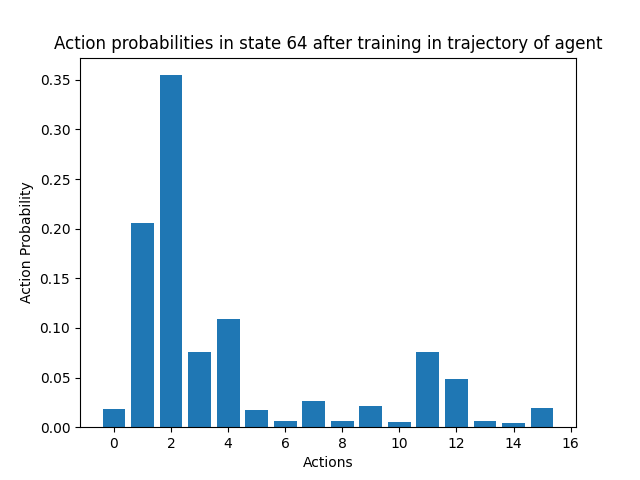 Action probabilities in state 64 after training in trajectory of agent
0.35
0.30
0.25
0.20
0.15
0.10
0.05
0.00
Action Probability
0 2 4 6 8 10 12 14 16
Actions